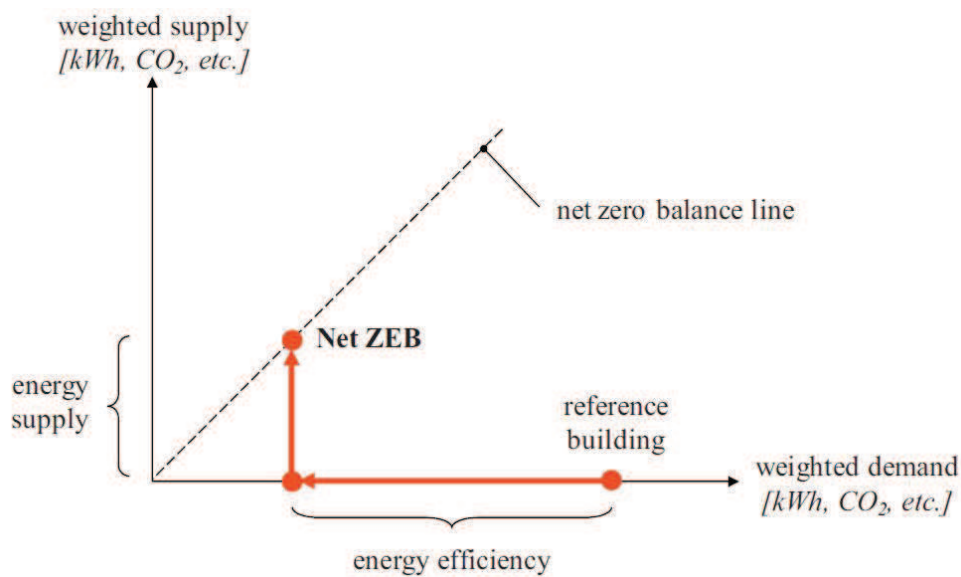 weighted supply
[kWh, CO₂, etc.]
net zero balance line
Net ZEB
energy
supply
reference
building
weighted demand
[kWh, CO₂, etc.]
energy efficiency